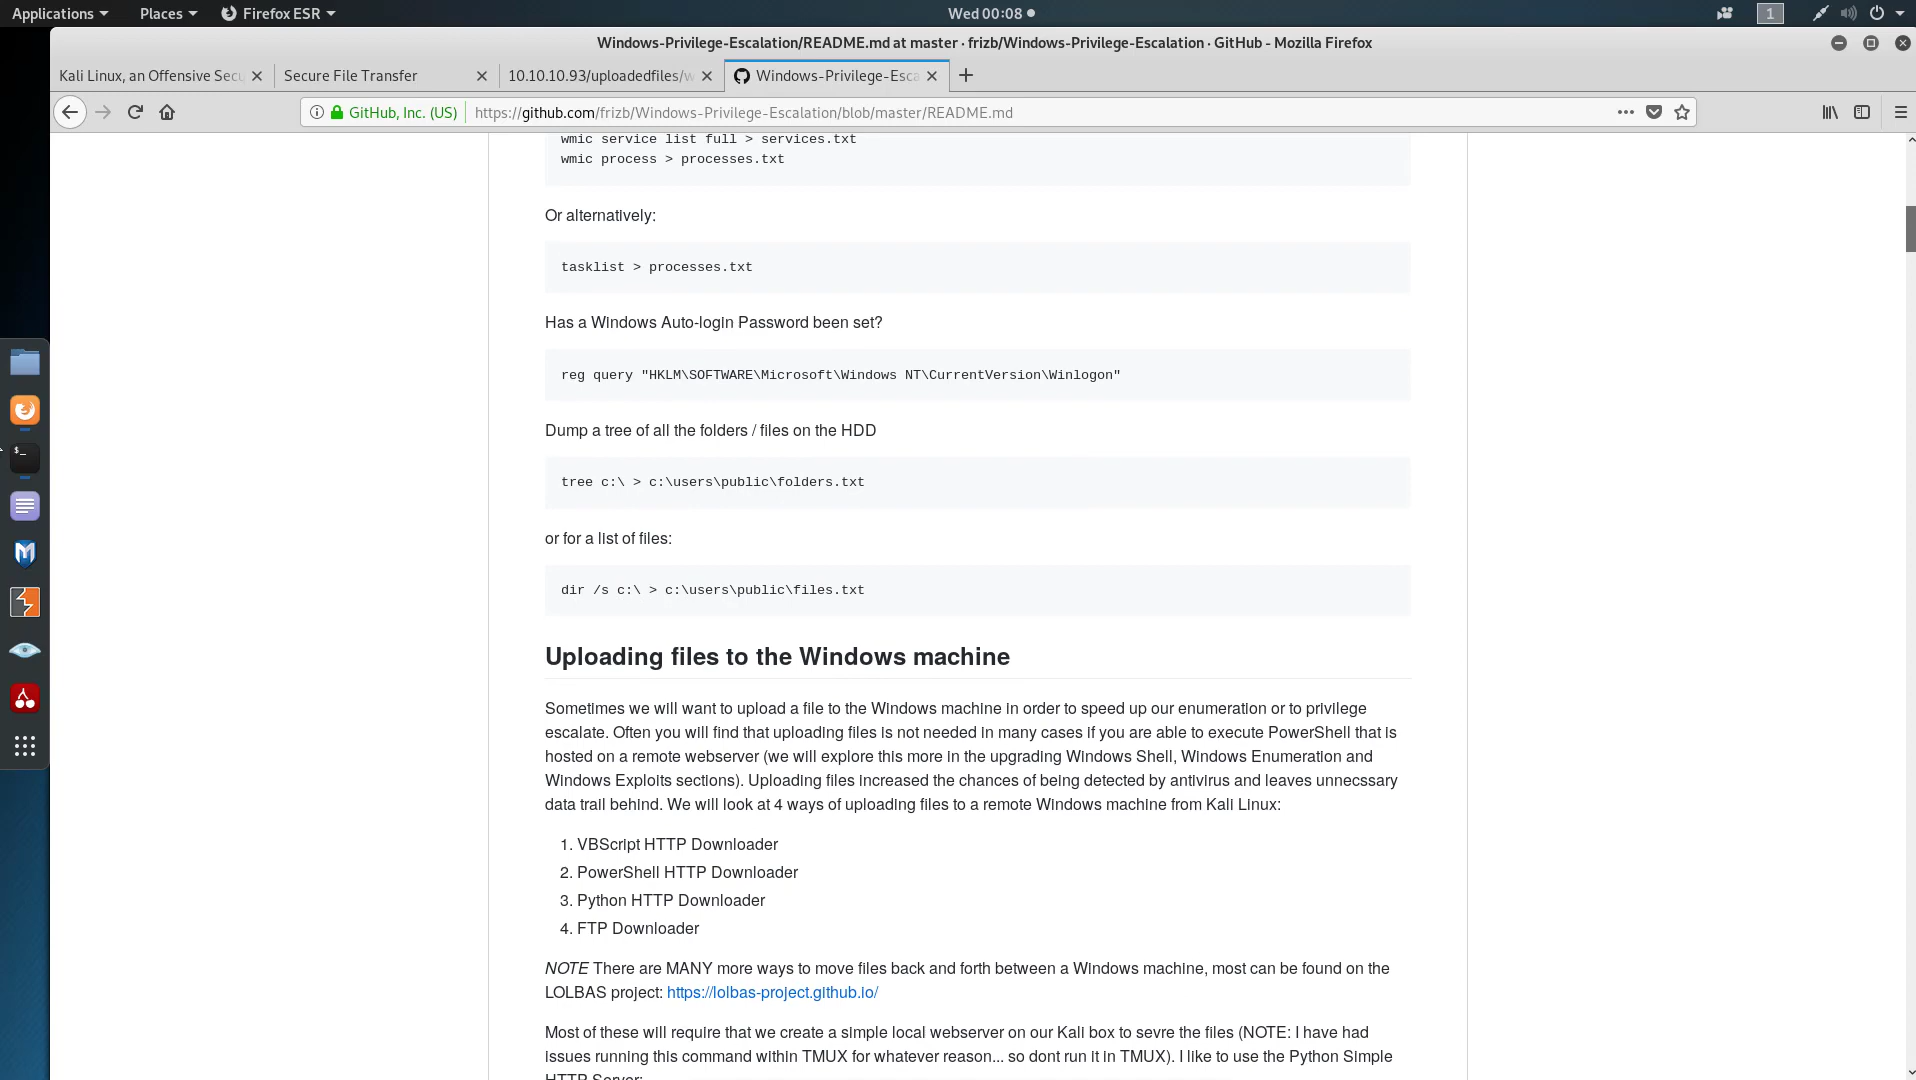 Applications Places Firefox ESR Wed 00:08 1
Windows-Privilege-Escalation/README.md at master · frizb/Windows-Privilege-Escalation · GitHub - Mozilla Firefox
Kali Linux, an Offensive Secu Secure File Transfer 10.10.10.93/uploadedfiles/w Windows-Privilege-Esca
GitHub, Inc. (US) https://github.com/frizb/Windows-Privilege-Escalation/blob/master/README.md
wmic service list full > services.txt
wmic process > processes.txt
Or alternatively:
tasklist > processes.txt
Has a Windows Auto-login Password been set?
reg query "HKLM\SOFTWARE\Microsoft\Windows NT\CurrentVersion\Winlogon"
Dump a tree of all the folders / files on the HDD
tree c:\ > c:\users\public\folders.txt
or for a list of files:
dir /s c:\ > c:\users\public\files.txt
Uploading files to the Windows machine
Sometimes we will want to upload a file to the Windows machine in order to speed up our enumeration or to privilege
escalate. Often you will find that uploading files is not needed in many cases if you are able to execute PowerShell that is
hosted on a remote webserver (we will explore this more in the upgrading Windows Shell, Windows Enumeration and
Windows Exploits sections). Uploading files increased the chances of being detected by antivirus and leaves unnecssary
data trail behind. We will look at 4 ways of uploading files to a remote Windows machine from Kali Linux:
1. VBScript HTTP Downloader
2. PowerShell HTTP Downloader
3. Python HTTP Downloader
4. FTP Downloader
NOTE There are MANY more ways to move files back and forth between a Windows machine, most can be found on the
LOLBAS project: https://lolbas-project.github.io/
Most of these will require that we create a simple local webserver on our Kali box to sevre the files (NOTE: I have had
issues running this command within TMUX for whatever reason... so dont run it in TMUX). I like to use the Python Simple
HTTP Server: